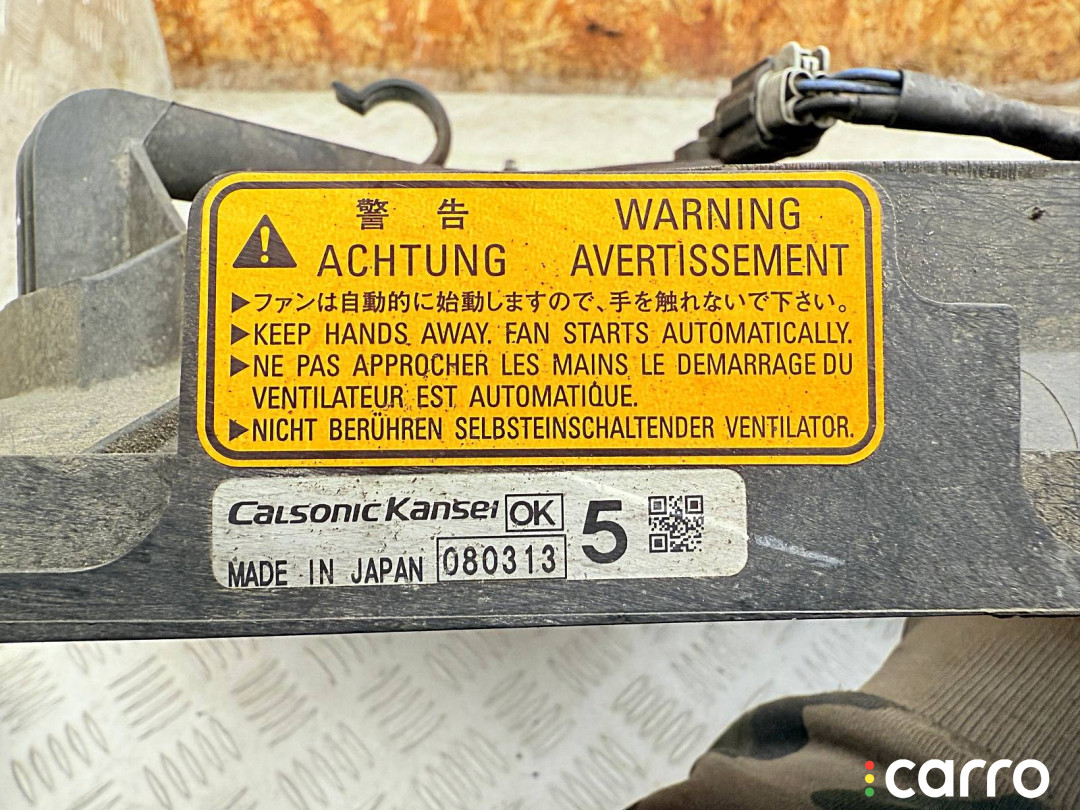 警告 WARNING
ACHTUNG AVERTISSEMENT
▶ファンは自動的に始動しますので、手を触れないで下さい。
▶KEEP HANDS AWAY. FAN STARTS AUTOMATICALLY.
▶NE PAS APPROCHER LES MAINS LE DEMARRAGE DU
VENTILATEUR EST AUTOMATIQUE.
▶NICHT BERÜHREN SELBSTEINSCHALTENDER VENTILATOR.
CALSONIC KANSEI OK 5
MADE IN JAPAN 080313
carro